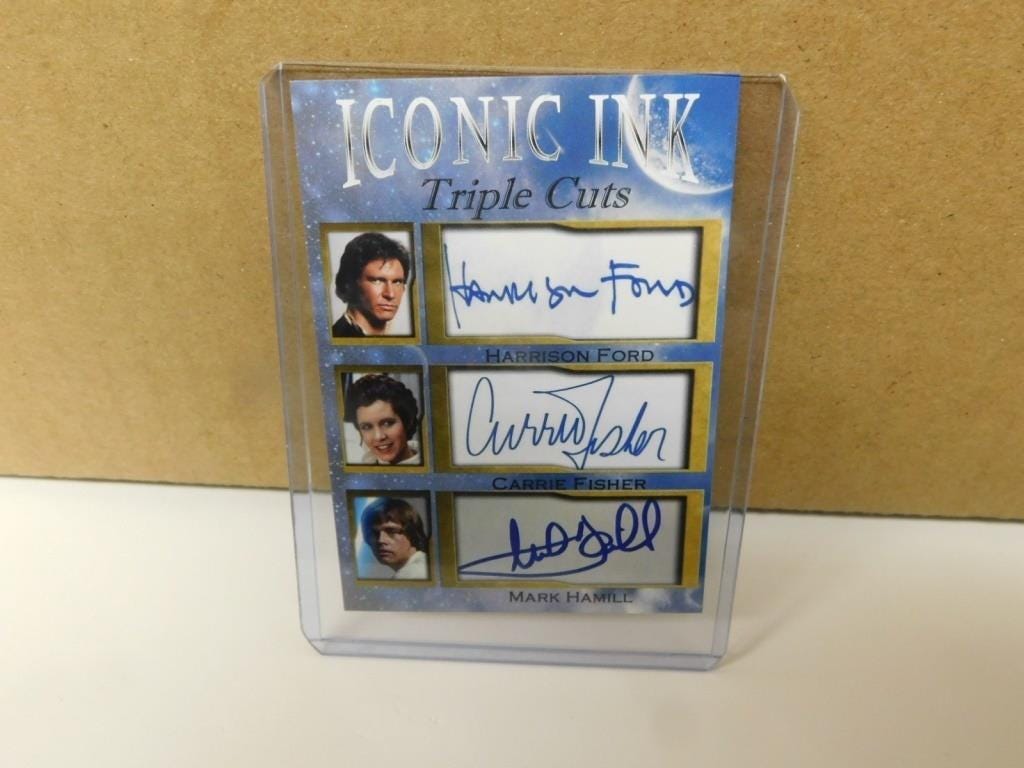 ICONIC INK
Triple Cuts
Harrison Ford
HARRISON FORD
Carrie Fisher
CARRIE FISHER
MARK HAMILL